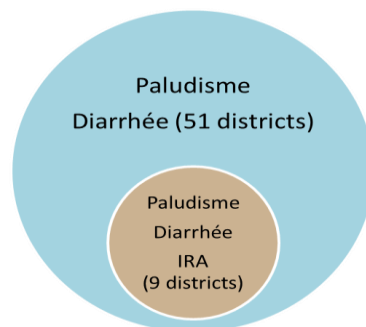 Paludisme
Diarrhée (51 districts)
Paludisme
Diarrhée
IRA
(9 districts)